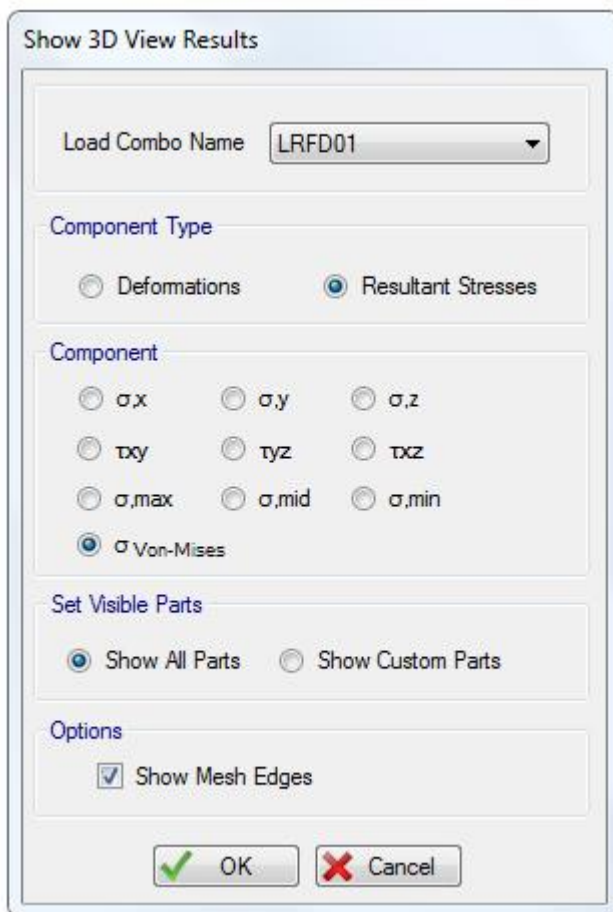 Show 3D View Results
Load Combo Name LRFD01
Component Type
Deformations Resultant Stresses
Component
σ,x σ,y σ,z
τxy τyz τxz
σ,max σ,mid σ,min
σ Von-Mises
Set Visible Parts
Show All Parts Show Custom Parts
Options
Show Mesh Edges
OK Cancel